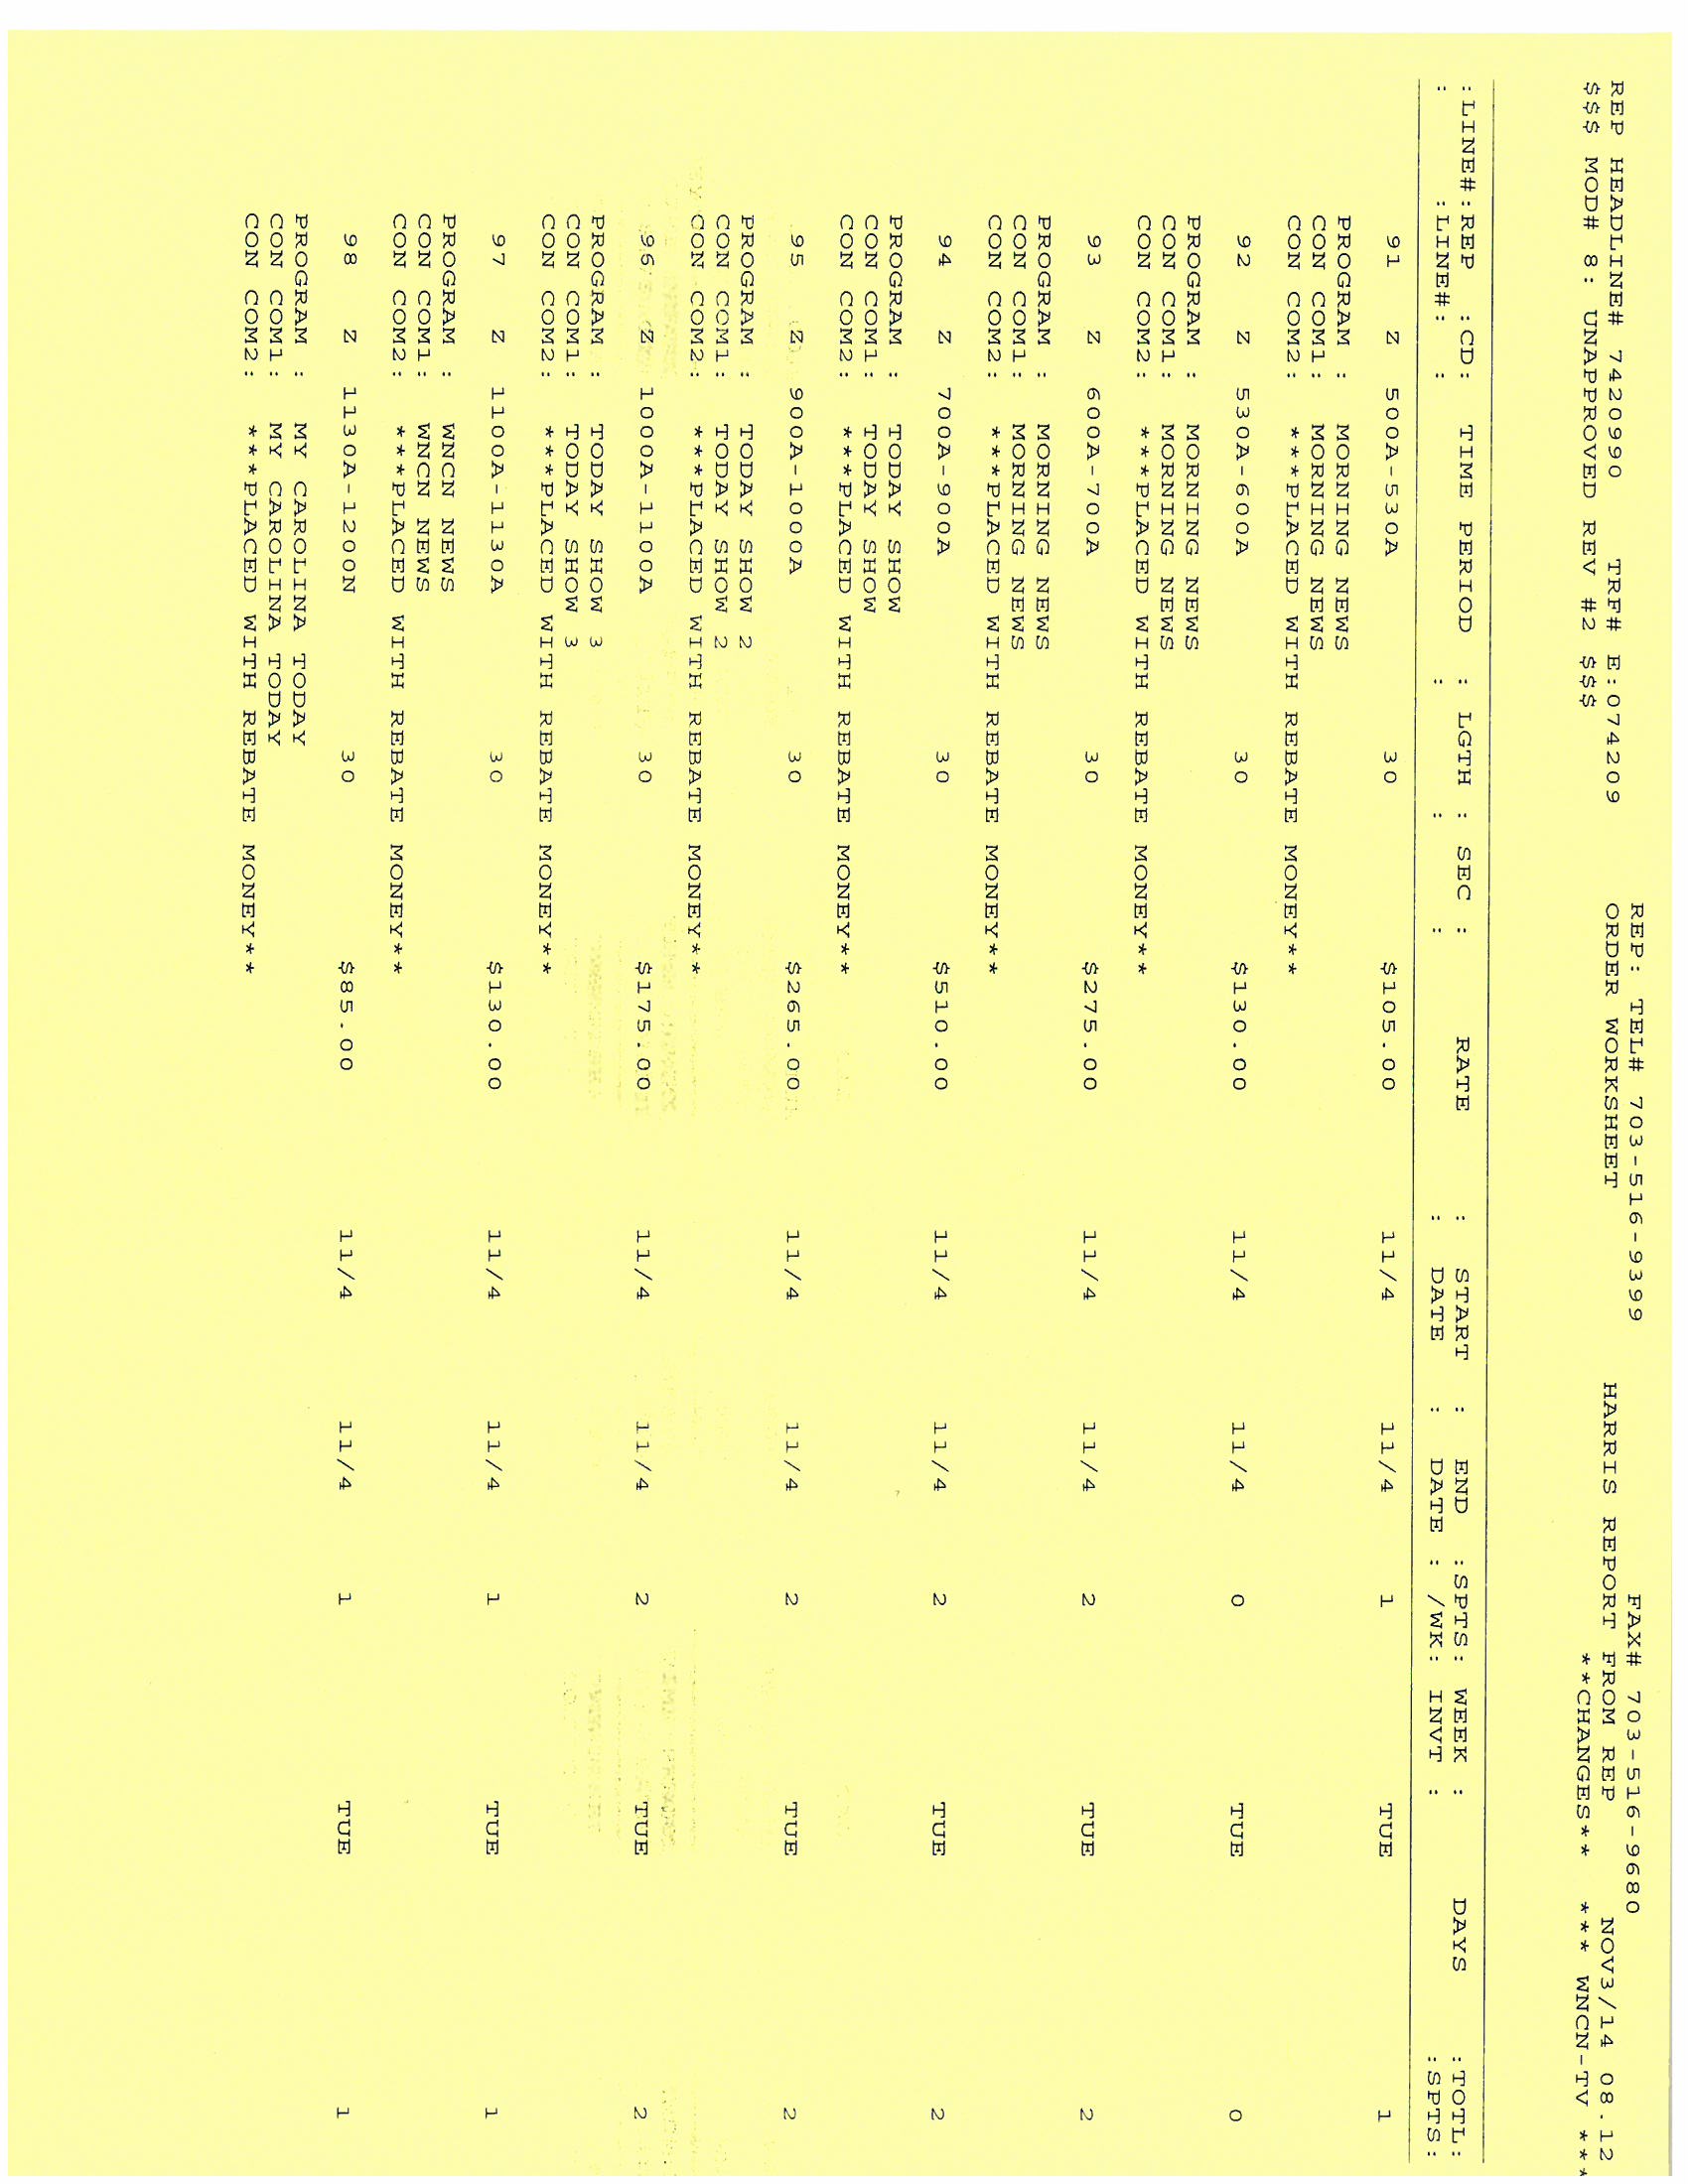 REP: TEL# 703-516-9399 FAX# 703-516-9680
REP HEADLINE# 7420990 TRF# E:074209 ORDER WORKSHEET HARRIS REPORT FROM REP NOV3/14 08.12
$$$ MOD# 8: UNAPPROVED REV #2 $$$ **CHANGES** *** WNCN-TV ***
:LINE#:REP :CD: TIME PERIOD : LGTH : SEC : RATE : START : END :SPTS: WEEK : DAYS :TOTL:
: :LINE#: : : : : : DATE : DATE : /WK: INVT : :SPTS:
91 Z 500A-530A 30 $105.00 11/4 11/4 1 TUE 1
PROGRAM : MORNING NEWS
CON COM1: MORNING NEWS
CON COM2: ***PLACED WITH REBATE MONEY**
92 Z 530A-600A 30 $130.00 11/4 11/4 0 TUE 0
PROGRAM : MORNING NEWS
CON COM1: MORNING NEWS
CON COM2: ***PLACED WITH REBATE MONEY**
93 Z 600A-700A 30 $275.00 11/4 11/4 2 TUE 2
PROGRAM : MORNING NEWS
CON COM1: MORNING NEWS
CON COM2: ***PLACED WITH REBATE MONEY**
94 Z 700A-900A 30 $510.00 11/4 11/4 2 TUE 2
PROGRAM : TODAY SHOW
CON COM1: TODAY SHOW
CON COM2: ***PLACED WITH REBATE MONEY**
95 Z 900A-1000A 30 $265.00 11/4 11/4 2 TUE 2
PROGRAM : TODAY SHOW 2
CON COM1: TODAY SHOW 2
CON COM2: ***PLACED WITH REBATE MONEY**
96 Z 1000A-1100A 30 $175.00 11/4 11/4 2 TUE 2
PROGRAM : TODAY SHOW 3
CON COM1: TODAY SHOW 3
CON COM2: ***PLACED WITH REBATE MONEY**
97 Z 1100A-1130A 30 $130.00 11/4 11/4 1 TUE 1
PROGRAM : WNCN NEWS
CON COM1: WNCN NEWS
CON COM2: ***PLACED WITH REBATE MONEY**
98 Z 1130A-1200N 30 $85.00 11/4 11/4 1 TUE 1
PROGRAM : MY CAROLINA TODAY
CON COM1: MY CAROLINA TODAY
CON COM2: ***PLACED WITH REBATE MONEY**